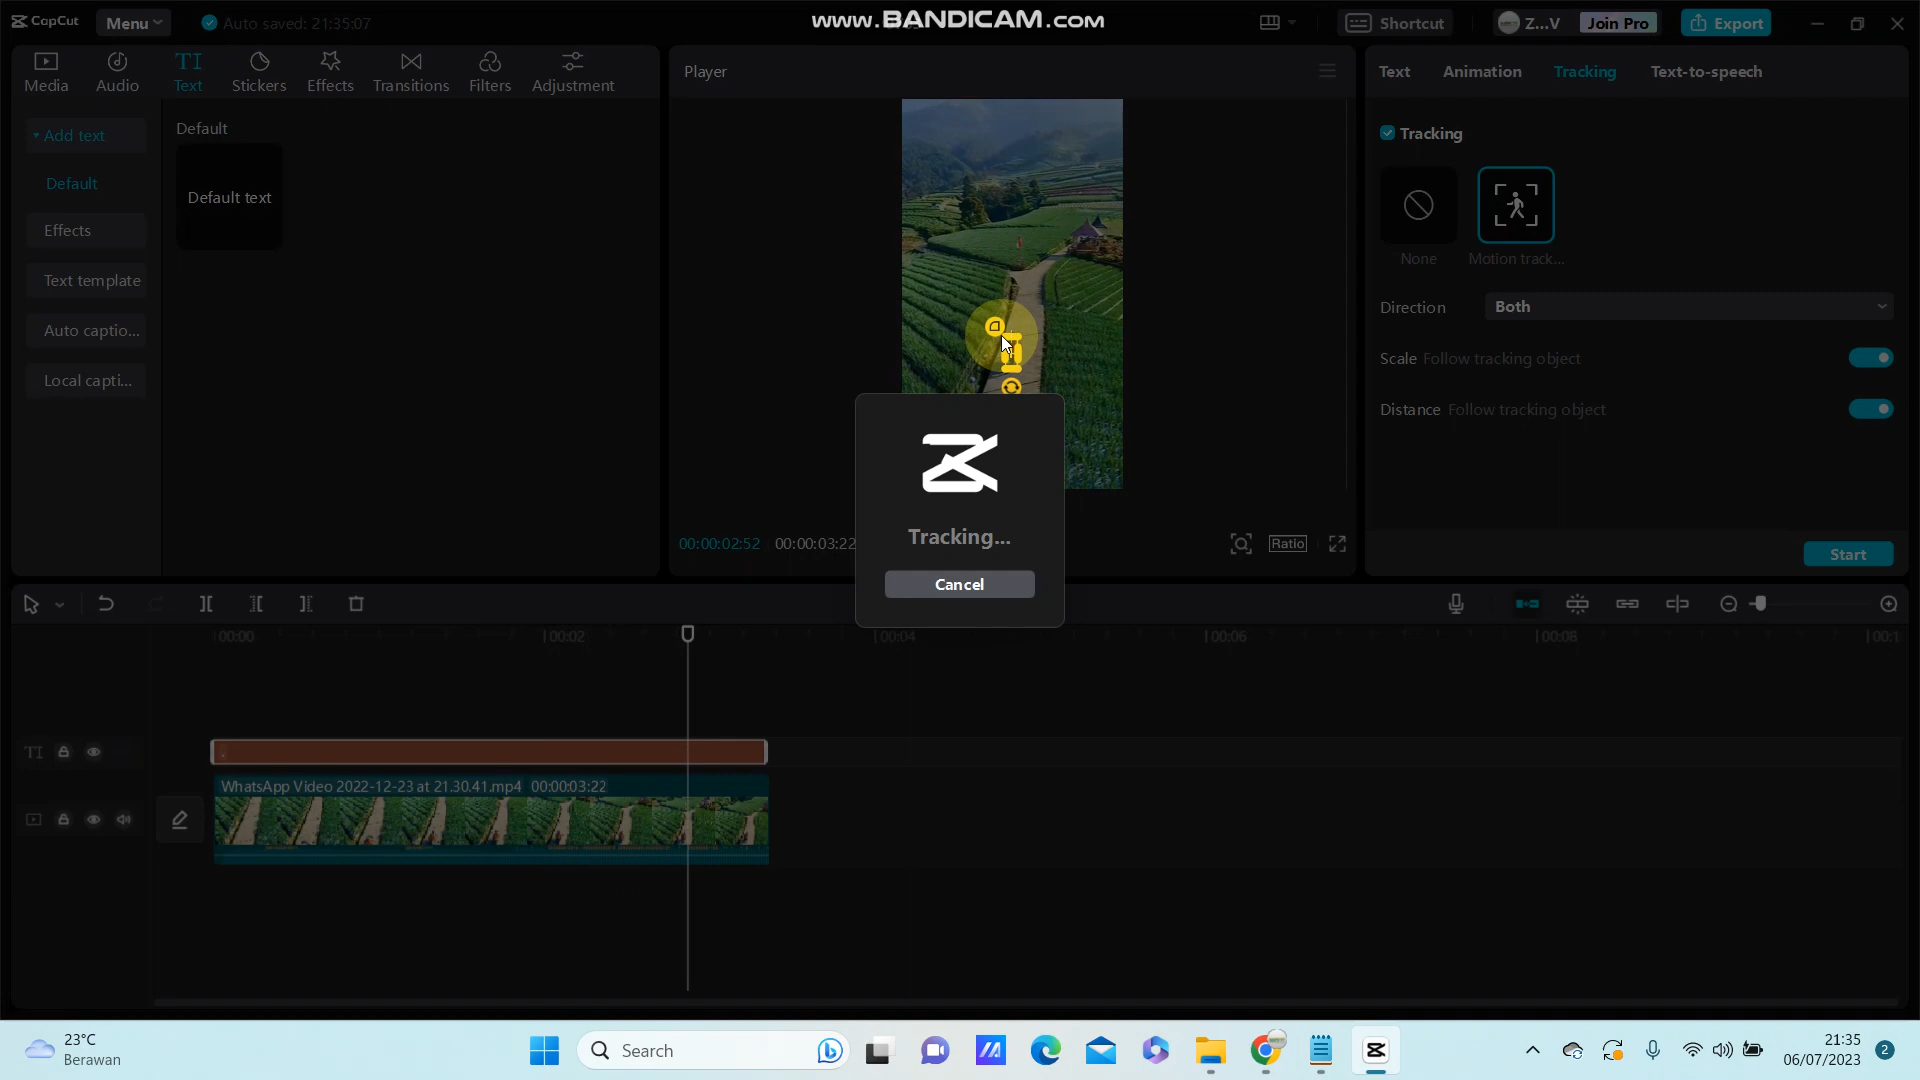 CapCut
Menu
Auto saved: 21:35:07
www.BANDICAM.com
Shortcut
Z...V
Join Pro
Export
Media
Audio
Text
Stickers
Effects
Transitions
Filters
Adjustment
Player
Text
Animation
Tracking
Text-to-speech
Add text
Default
Effects
Text template
Auto captio...
Local capti...
Default
Default text
Tracking
None
Motion track...
Direction
Both
Scale Follow tracking object
Distance Follow tracking object
Tracking...
Cancel
00:00:02:52
00:00:03:22
Ratio
Start
00:00
00:02
00:04
00:06
00:08
00:1
TI
WhatsApp Video 2022-12-23 at 21.30.41.mp4 00:00:03:22
23°C
Berawan
Search
21:35
06/07/2023
2